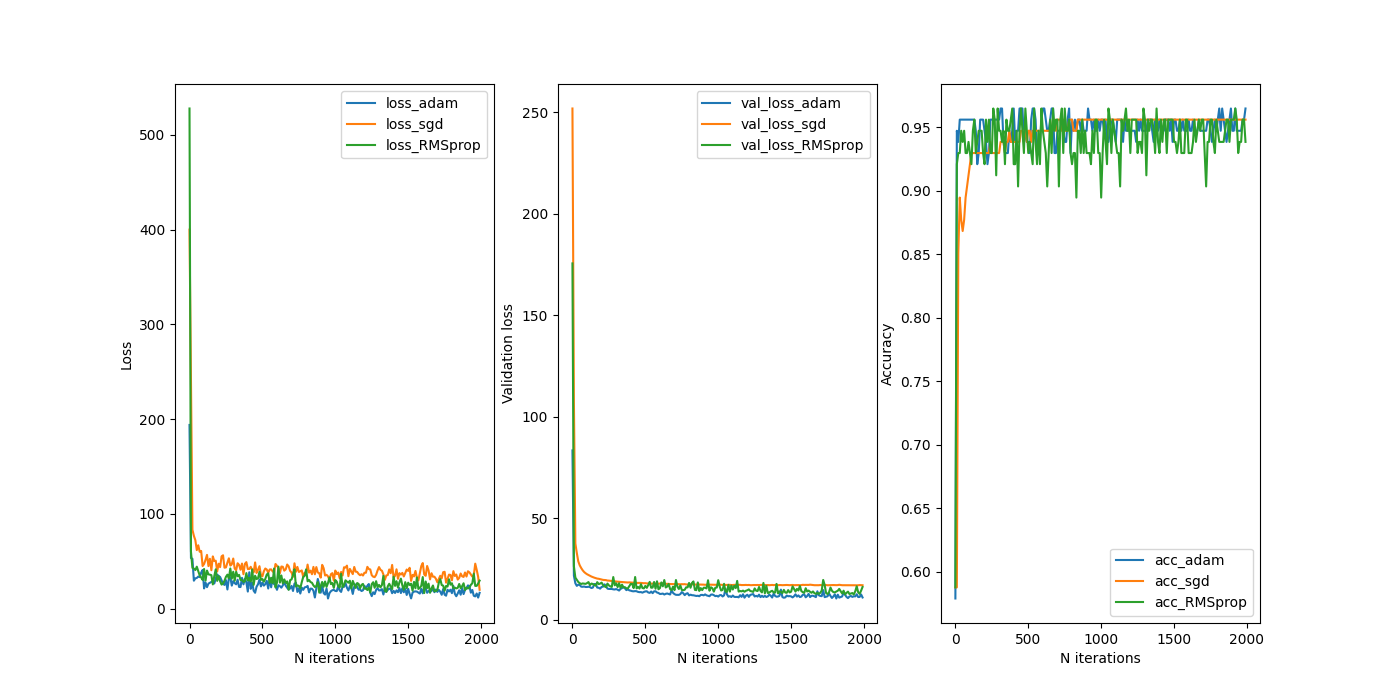 loss_adam
loss_sgd
loss_RMSprop
500
400
300
200
100
0
Loss
0 500 1000 1500 2000
N iterations
val_loss_adam
val_loss_sgd
val_loss_RMSprop
250
200
150
100
50
0
Validation loss
0 500 1000 1500 2000
N iterations
0.95
0.90
0.85
0.80
0.75
0.70
0.65
0.60
Accuracy
acc_adam
acc_sgd
acc_RMSprop
0 500 1000 1500 2000
N iterations